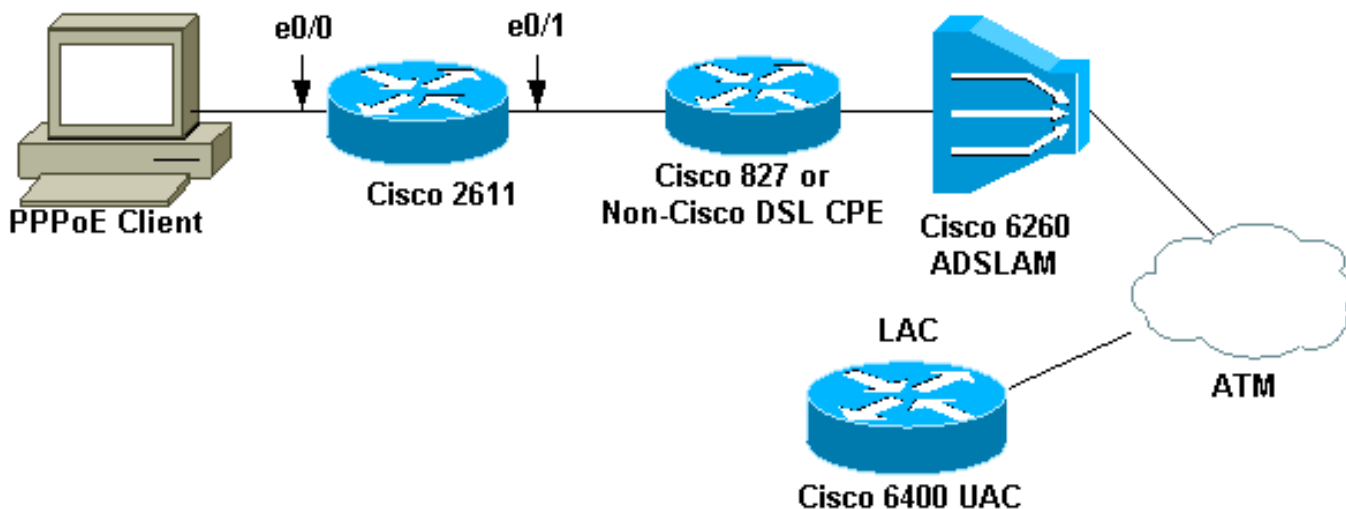 e0/0
e0/1
PPPoE Client
Cisco 2611
Cisco 827 or
Non-Cisco DSL CPE
Cisco 6260
ADSLAM
LAC
ATM
Cisco 6400 UAC